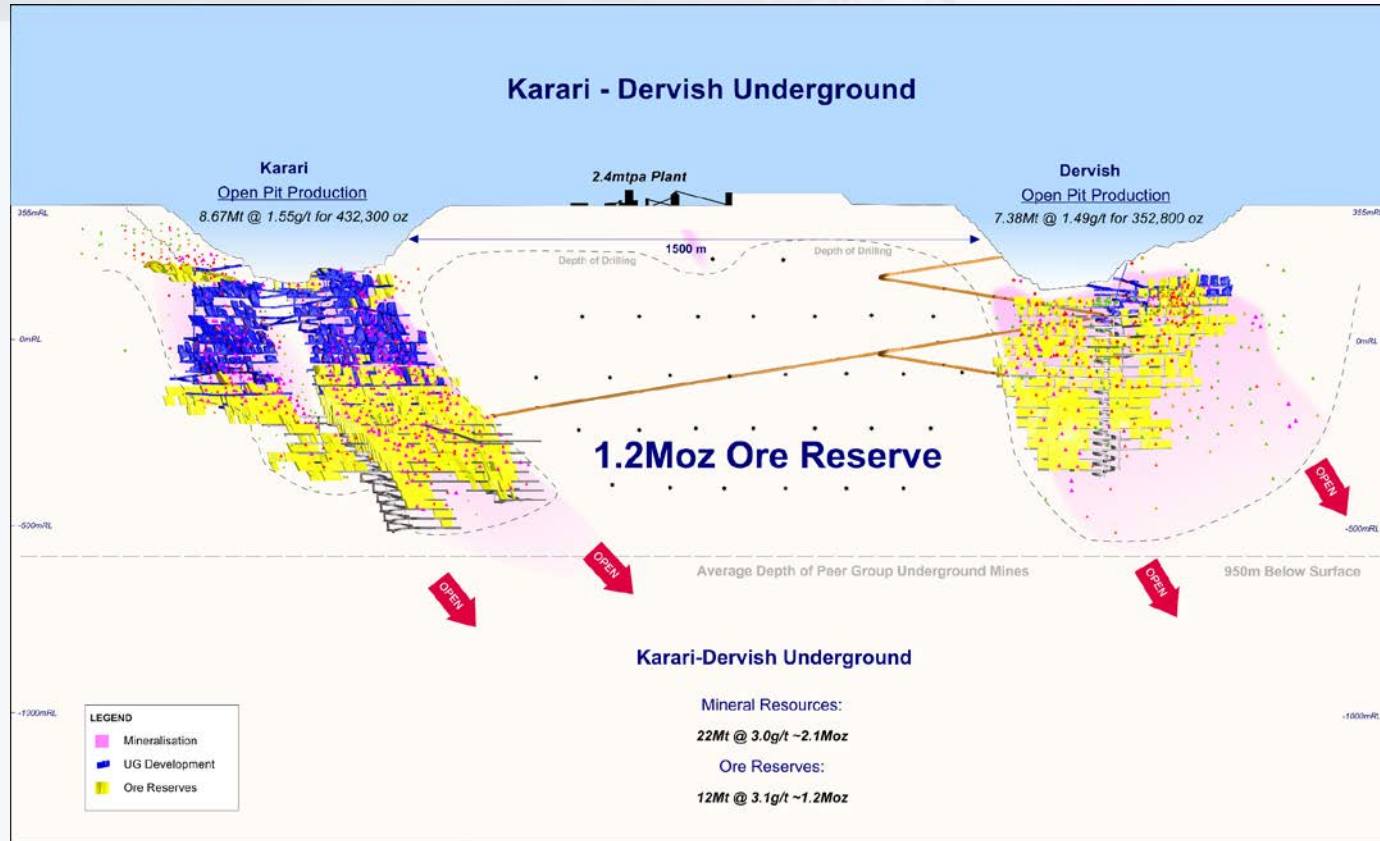 Karari - Dervish Underground
Karari
Open Pit Production
8.67Mt @ 1.55g/t for 432,300 oz
2.4mtpa Plant
Dervish
Open Pit Production
7.38Mt @ 1.49g/t for 352,800 oz
355mRL
355mRL
1500 m
Depth of Drilling
Depth of Drilling
0mRL
0mRL
1.2Moz Ore Reserve
OPEN
-500mRL
-500mRL
OPEN
OPEN
OPEN
Average Depth of Peer Group Underground Mines
950m Below Surface
Karari-Dervish Underground
Mineral Resources:
22Mt @ 3.0g/t ~2.1Moz
Ore Reserves:
12Mt @ 3.1g/t ~1.2Moz
-1000mRL
-1000mRL
LEGEND
Mineralisation
UG Development
Ore Reserves